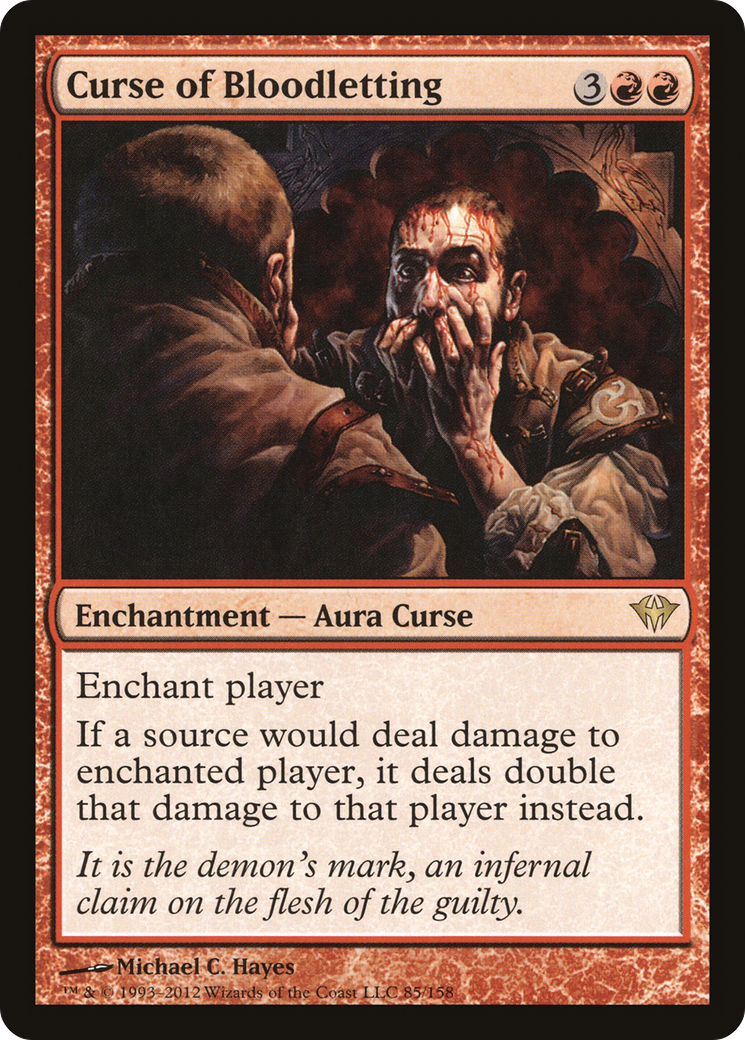 Curse of Bloodletting 3
Enchantment — Aura Curse
Enchant player
If a source would deal damage to
enchanted player, it deals double
that damage to that player instead.
It is the demon's mark, an infernal
claim on the flesh of the guilty.
Michael C. Hayes
™ & © 1993–2012 Wizards of the Coast LLC 85/158